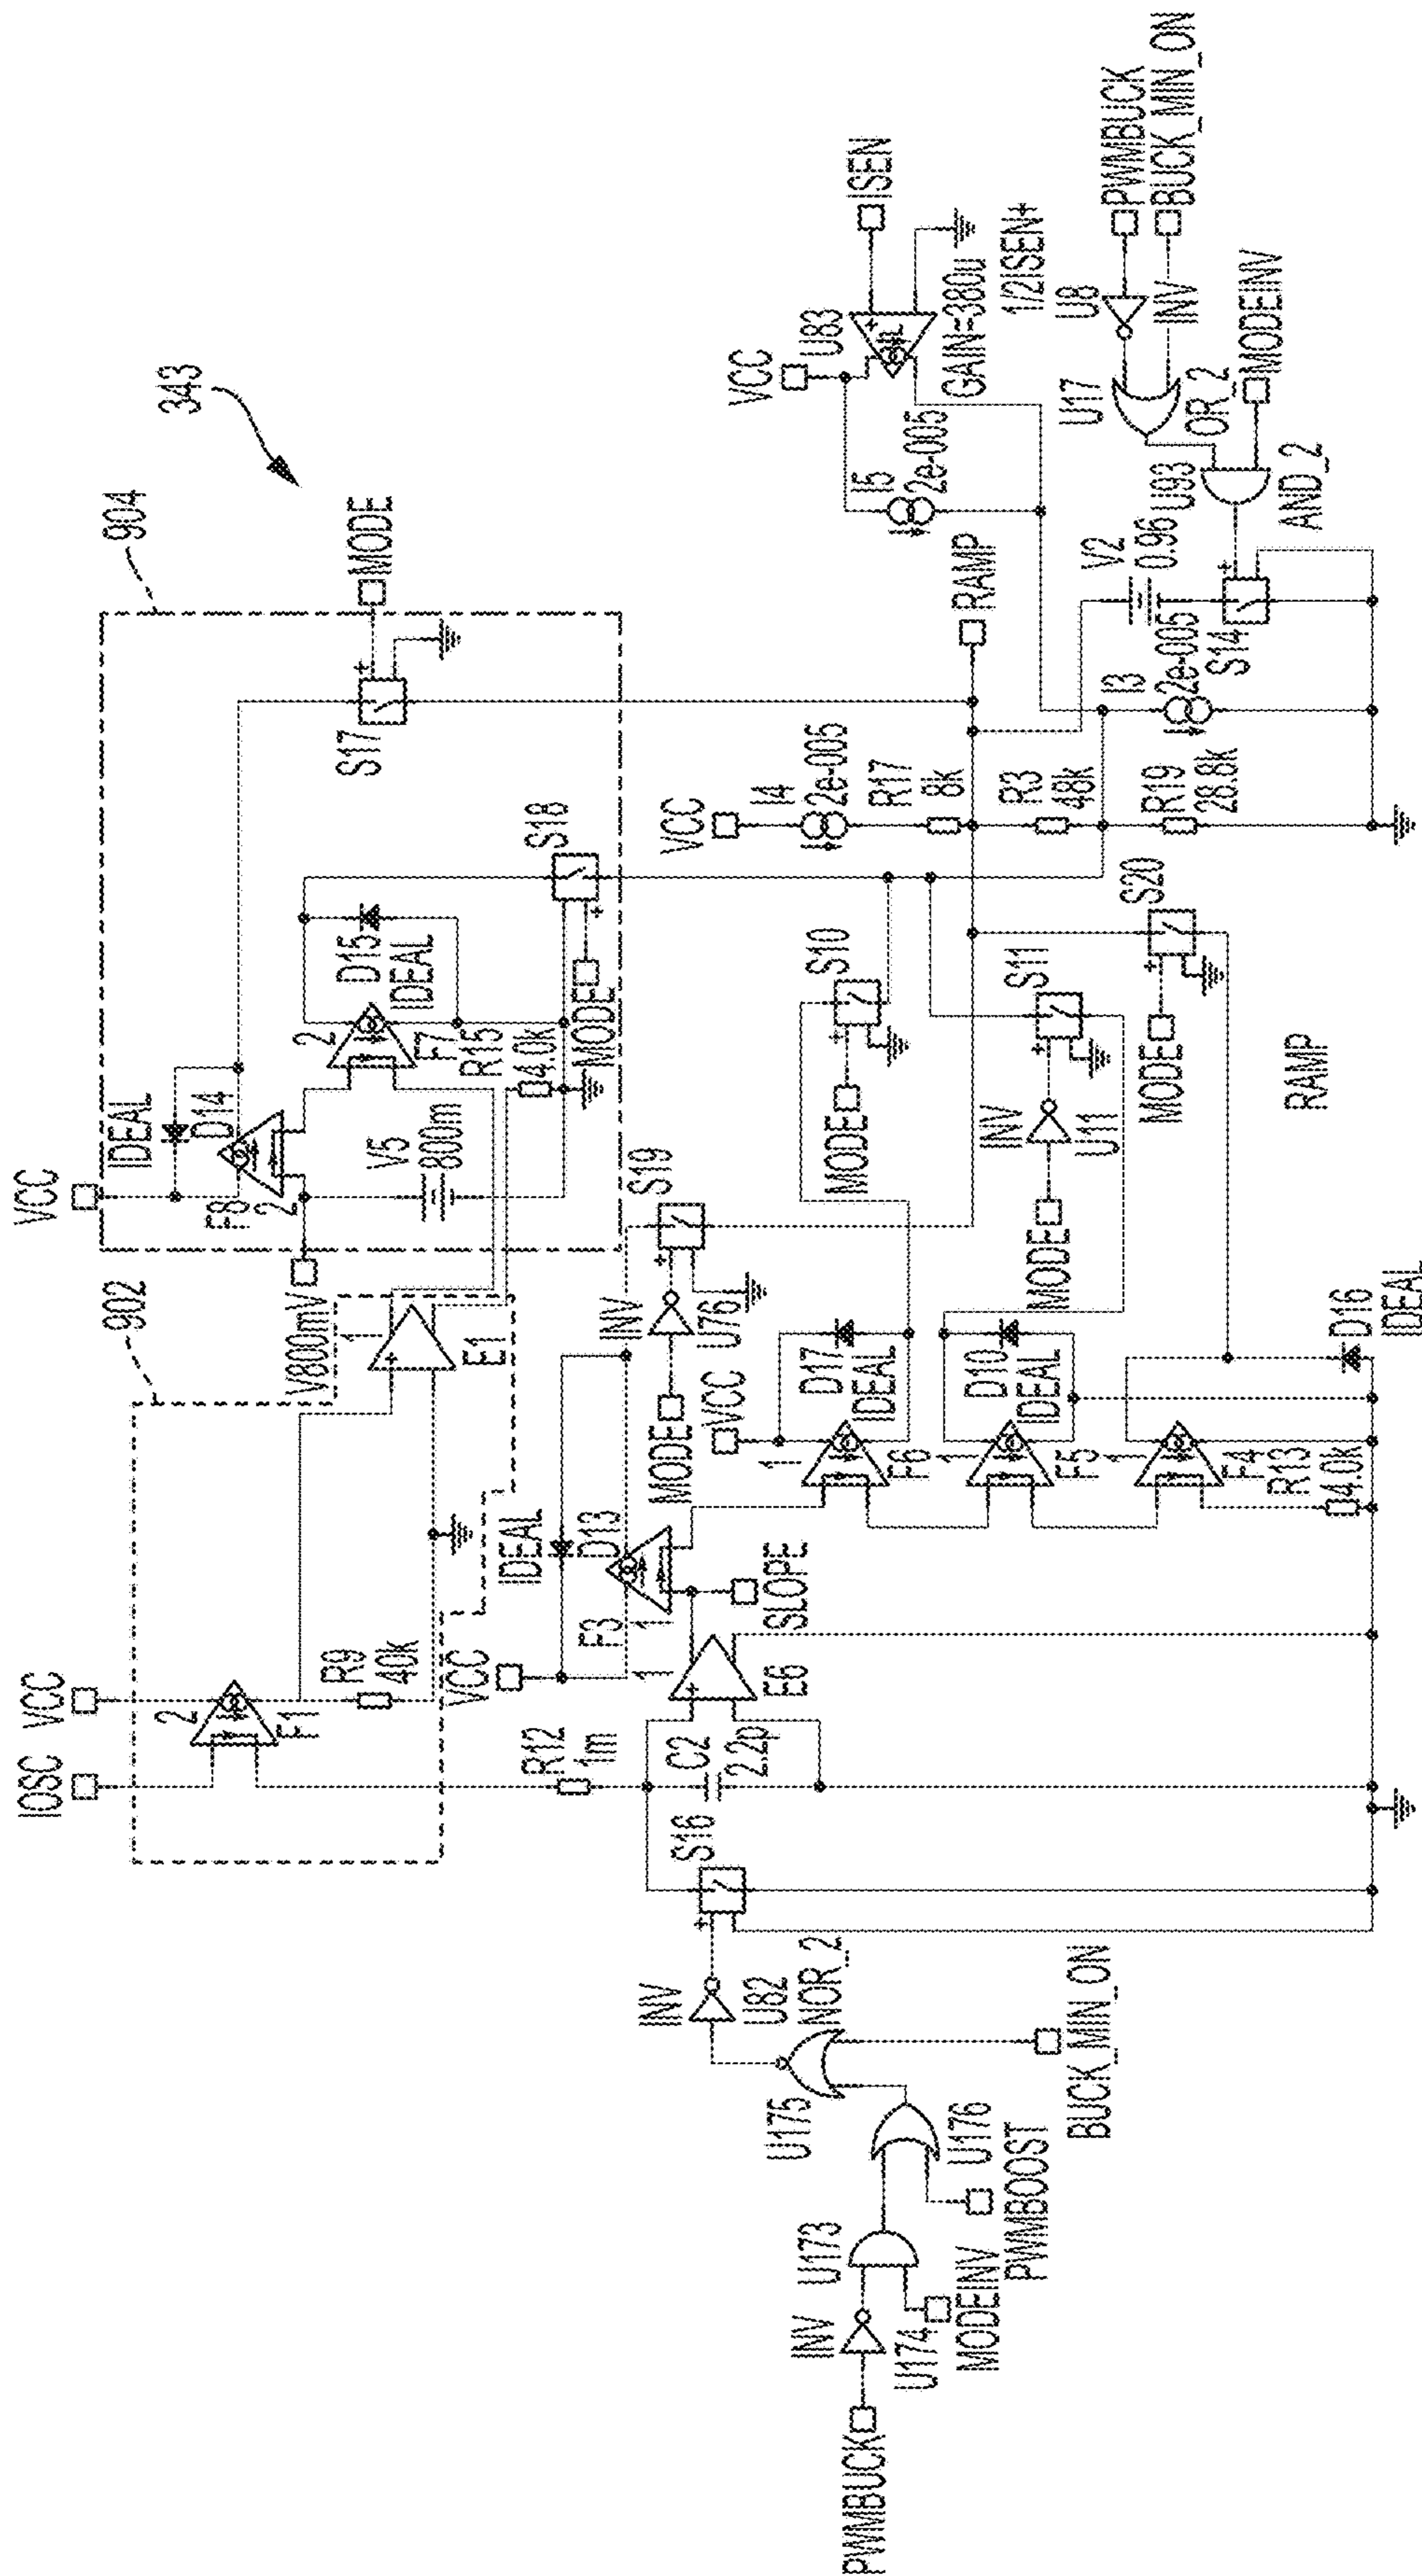 343
902
904
IOSC
VCC
2
F1
R9
40k
1
E1
V800mV
VCC
IDEAL
D14
F8
2
V5
800m
2
F7
D15
IDEAL
R15
4.0k
MODE
S18
S17
MODE
VCC
IDEAL
D13
F3
1
INV
U76
MODE
S19
R12
1m
C2
2.2p
1
E6
SLOPE
S16
INV
U82
NOR_2
U175
U176
PWMBOOST
BUCK_MIN_ON
U173
MODEINV
INV
U174
PWMBUCK
VCC
1
F6
D17
IDEAL
1
F5
D10
IDEAL
1
F4
R13
4.0k
D16
IDEAL
MODE
S10
MODE
INV
U11
S11
MODE
S20
RAMP
VCC
I4
2e-005
R17
8k
R3
48k
R19
28.8k
RAMP
I3
2e-005
V2
0.96
S14
U93
AND_2
MODEINV
U17
OR_2
U8
INV
PWMBUCK
BUCK_MIN_ON
VCC
U83
I5
2e-005
GAIN=380u
1/2ISEN+
ISEN